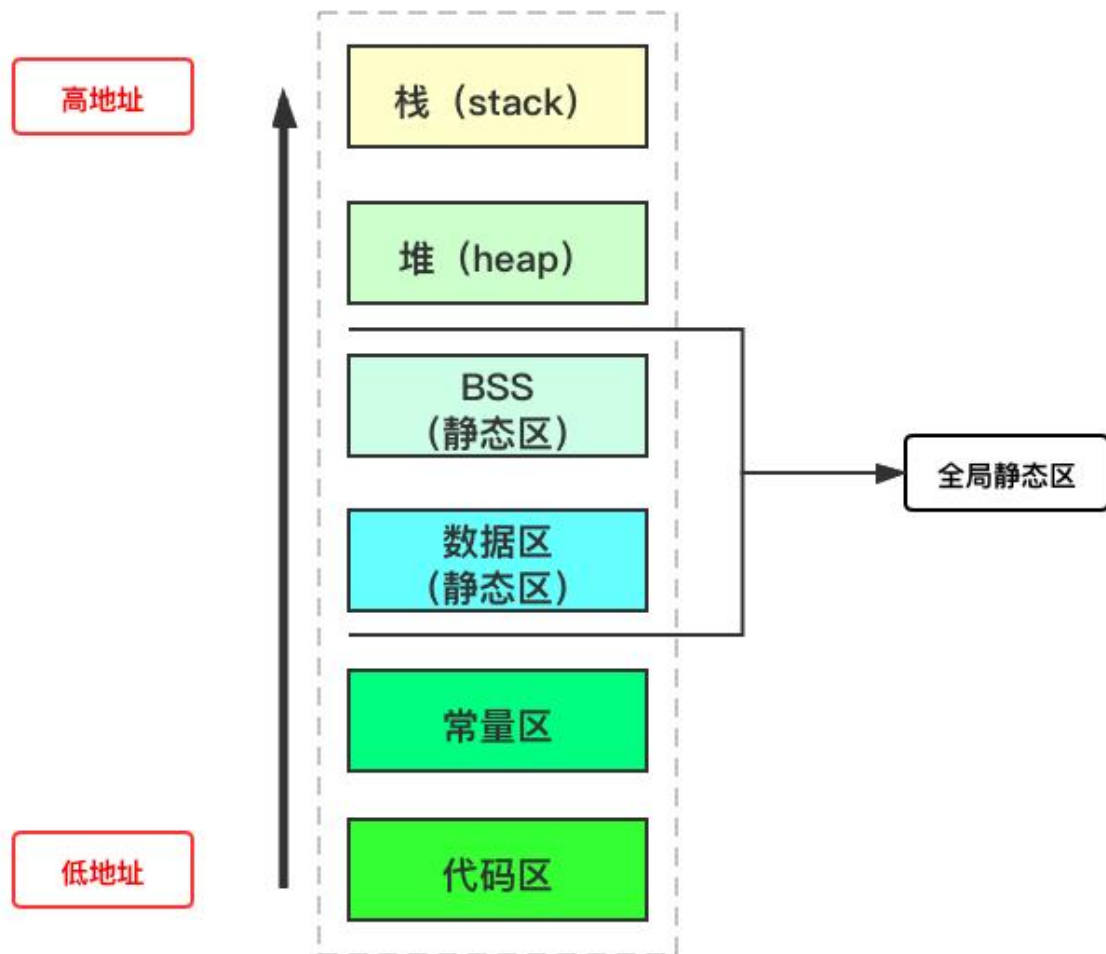 高地址
栈（stack）
堆（heap）
BSS
（静态区）
全局静态区
数据区
（静态区）
常量区
低地址
代码区